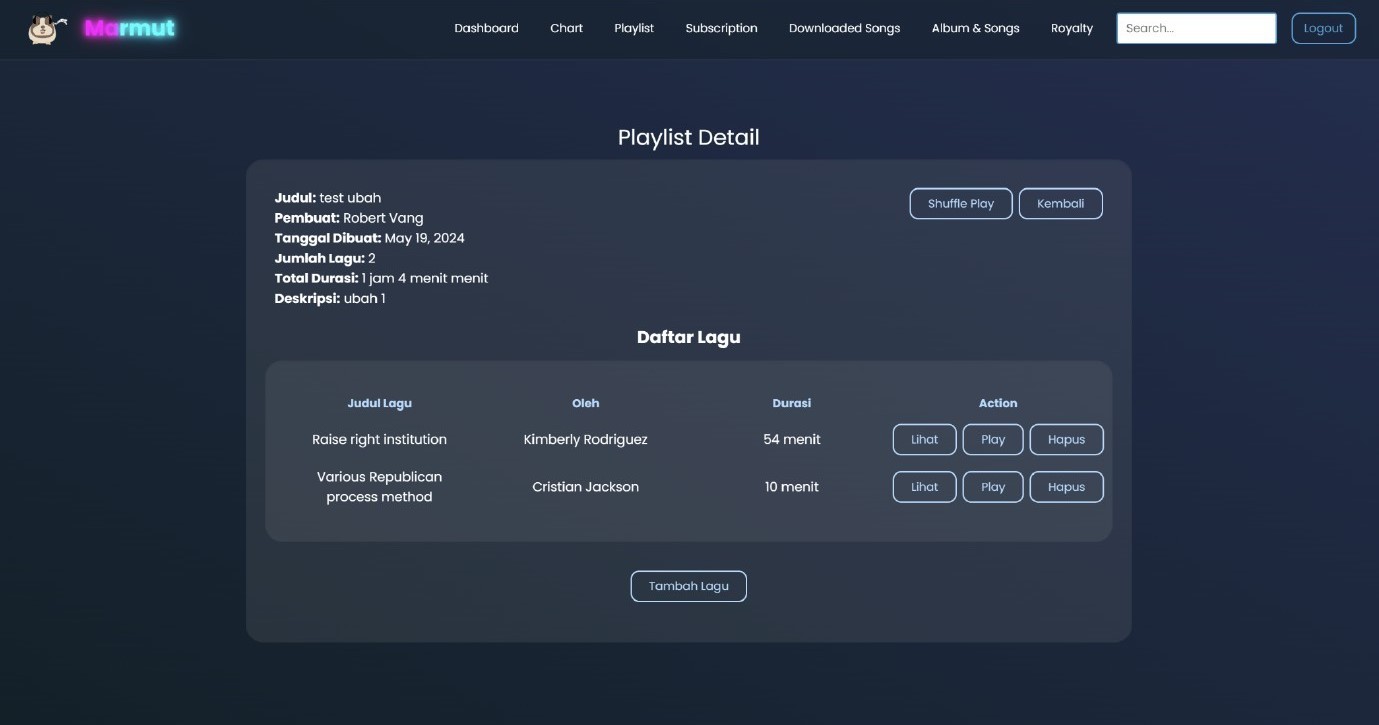 Marmut Dashboard Chart Playlist Subscription Downloaded Songs Album & Songs Royalty Search... Logout
Playlist Detail
Judul: test ubah Shuffle Play Kembali
Pembuat: Robert Vang
Tanggal Dibuat: May 19, 2024
Jumlah Lagu: 2
Total Durasi: 1 jam 4 menit menit
Deskripsi: ubah 1
Daftar Lagu
Judul Lagu Oleh Durasi Action
Raise right institution Kimberly Rodriguez 54 menit Lihat Play Hapus
Various Republican
process method Cristian Jackson 10 menit Lihat Play Hapus
Tambah Lagu